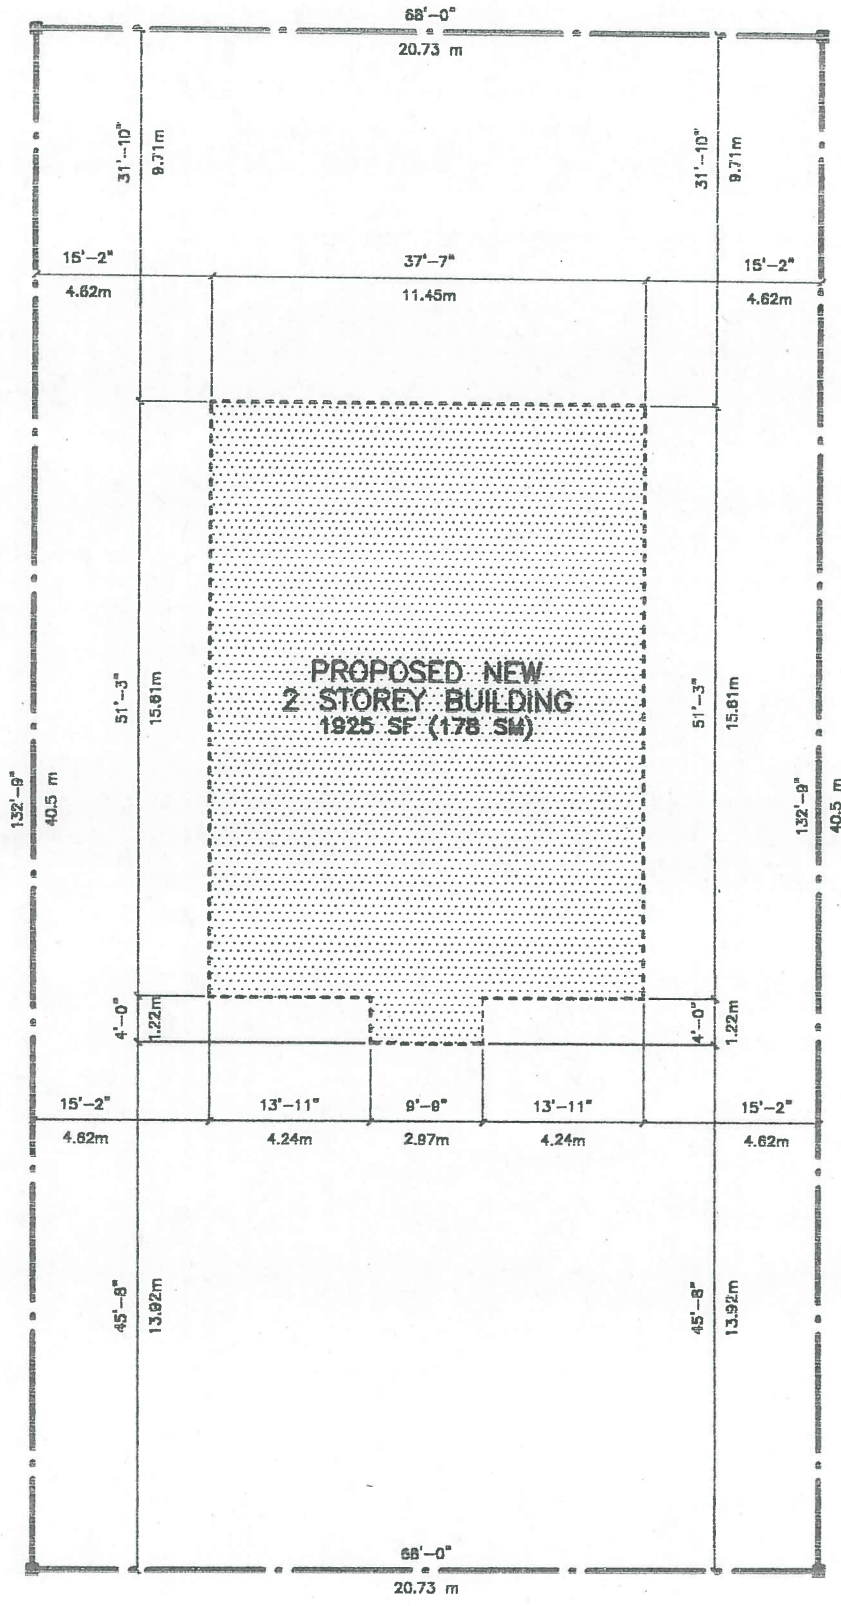 68'-0"
20.73 m
31'-10"
9.71m
31'-10"
9.71m
15'-2"
4.62m
37'-7"
11.45m
15'-2"
4.62m
51'-3"
15.61m
PROPOSED NEW
2 STOREY BUILDING
1925 SF (178 SM)
51'-3"
15.61m
132'-9"
40.5 m
132'-9"
40.5 m
4'-0"
1.22m
4'-0"
1.22m
15'-2"
4.62m
13'-11"
4.24m
9'-9"
2.97m
13'-11"
4.24m
15'-2"
4.62m
45'-8"
13.92m
45'-8"
13.92m
68'-0"
20.73 m